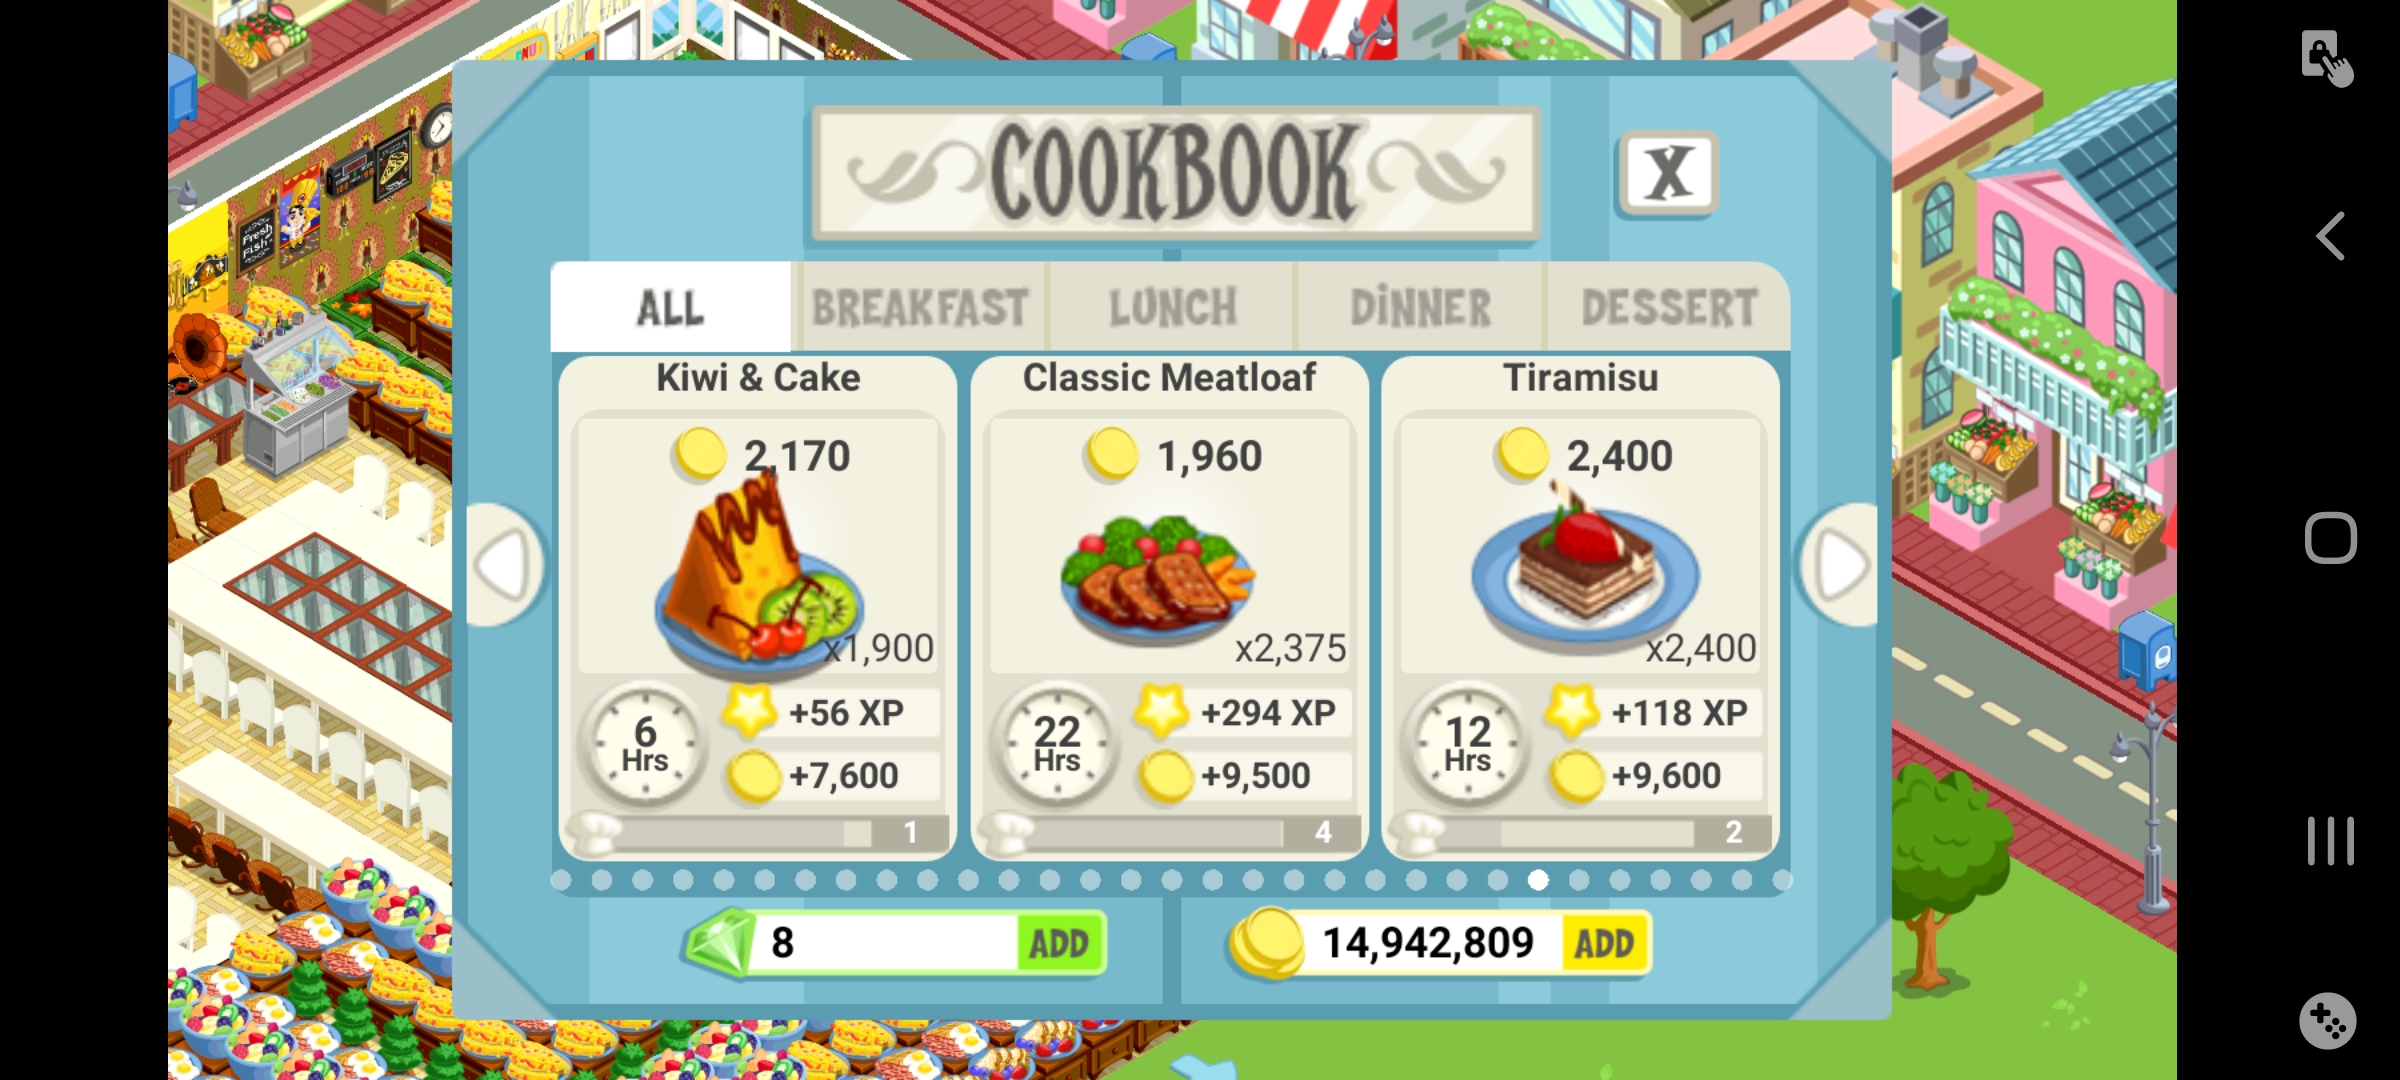 COOKBOOK
X
ALL
BREAKFAST
LUNCH
DINNER
DESSERT
Kiwi & Cake
2,170
x1,900
6
Hrs
+56 XP
+7,600
1
Classic Meatloaf
1,960
x2,375
22
Hrs
+294 XP
+9,500
4
Tiramisu
2,400
x2,400
12
Hrs
+118 XP
+9,600
2
8
ADD
14,942,809
ADD
Fresh
Fish